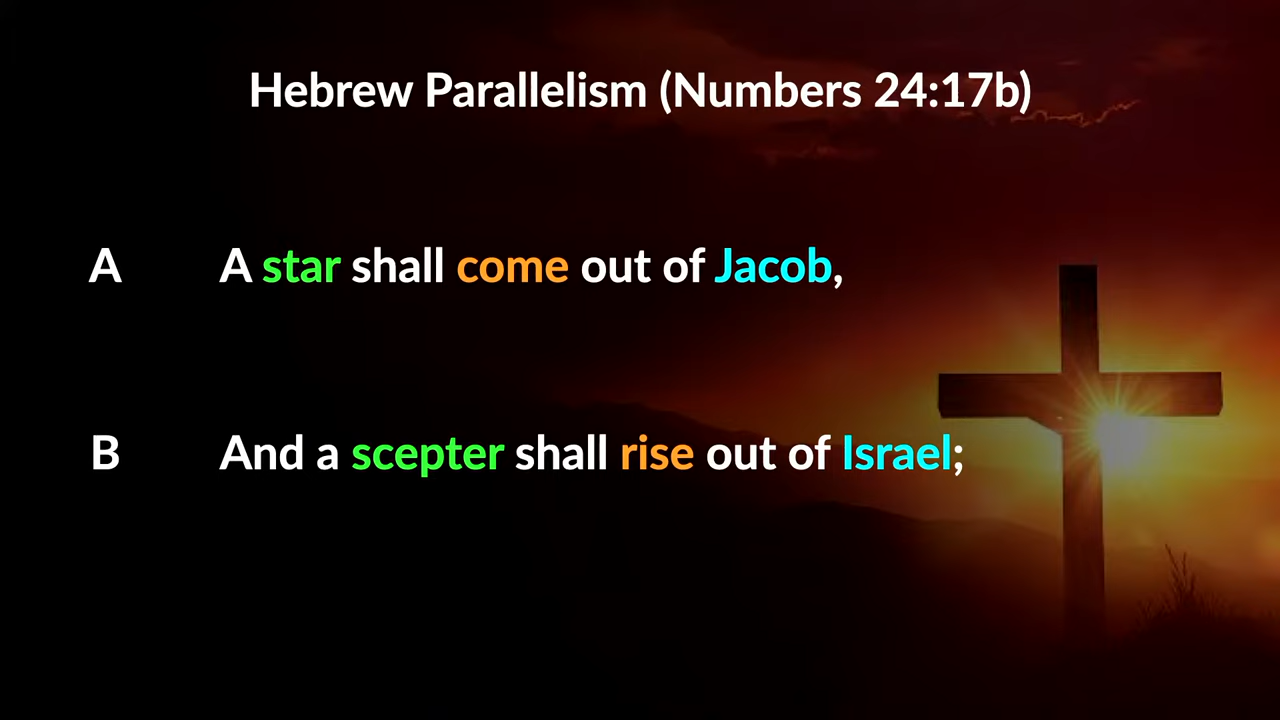 Hebrew Parallelism (Numbers 24:17b)
A A star shall come out of Jacob,
B And a scepter shall rise out of Israel;